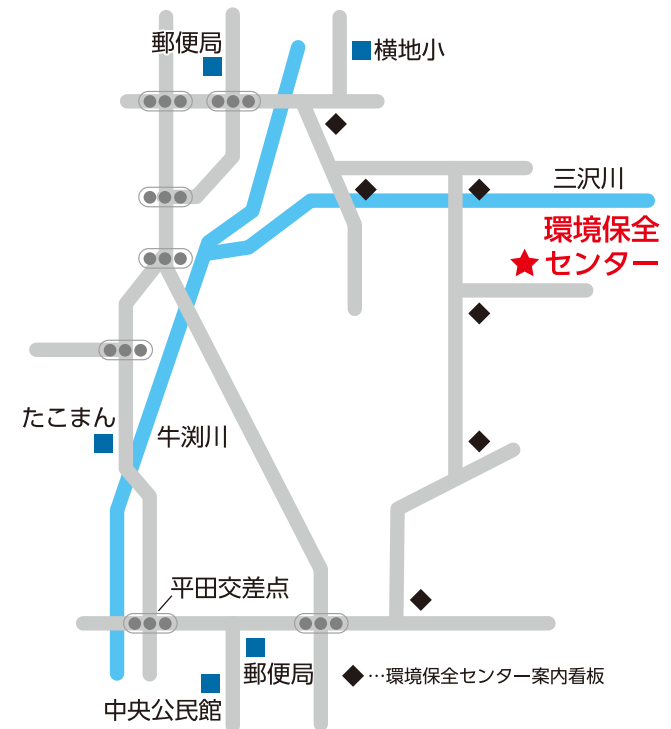 郵便局
横地小
三沢川
環境保全
センター
たこまん
牛渕川
平田交差点
郵便局
…環境保全センター案内看板
中央公民館